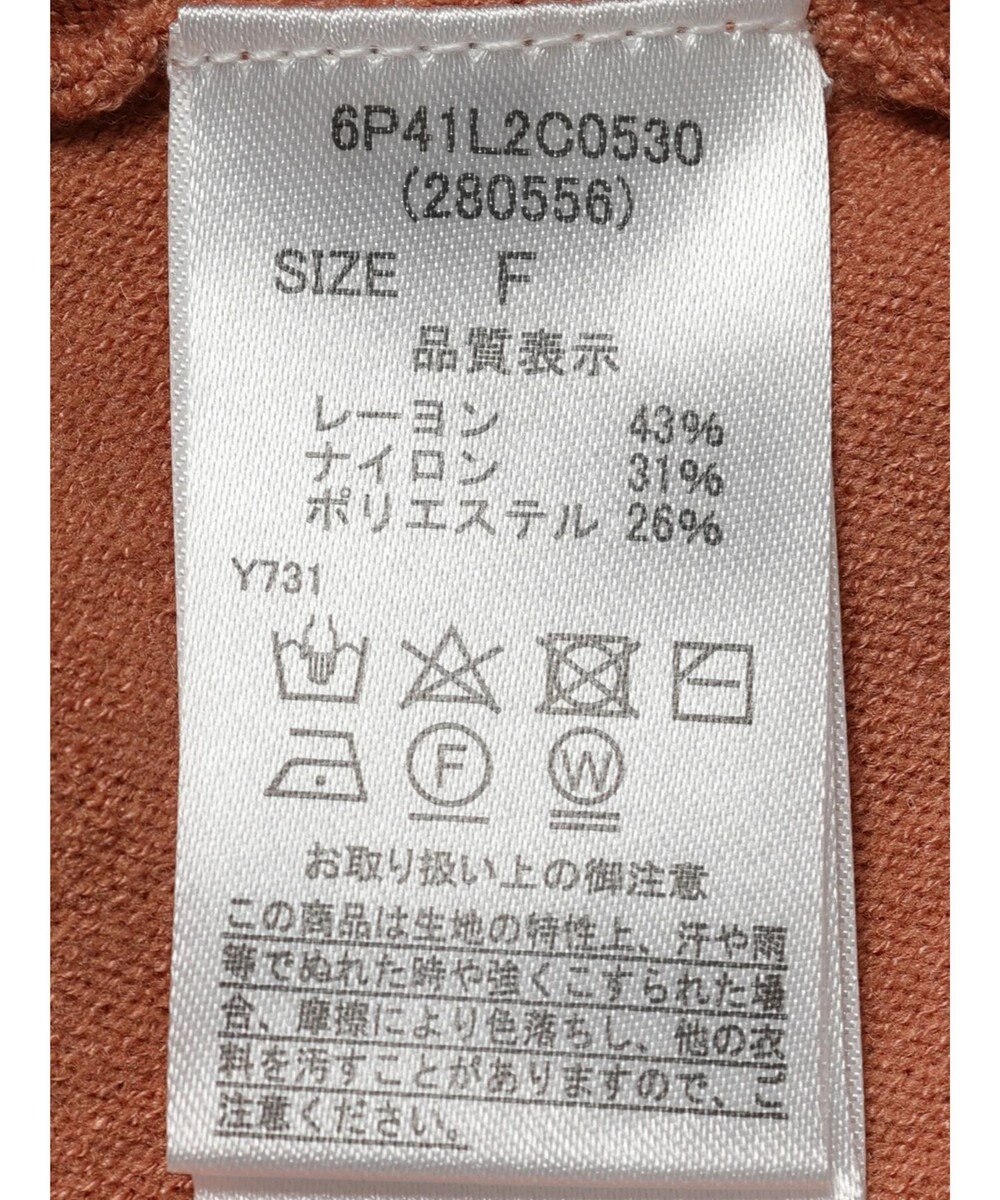 6P41L2C0530
(280556)
SIZE F
品質表示
レーヨン 43%
ナイロン 31%
ポリエステル 26%
Y731
F W
お取り扱い上の御注意
この商品は生地の特性上、汗や雨
等でぬれた時や強くこすられた場
合、摩擦により色落ちし、他の衣
料を汚すことがありますので、ご
注意ください。